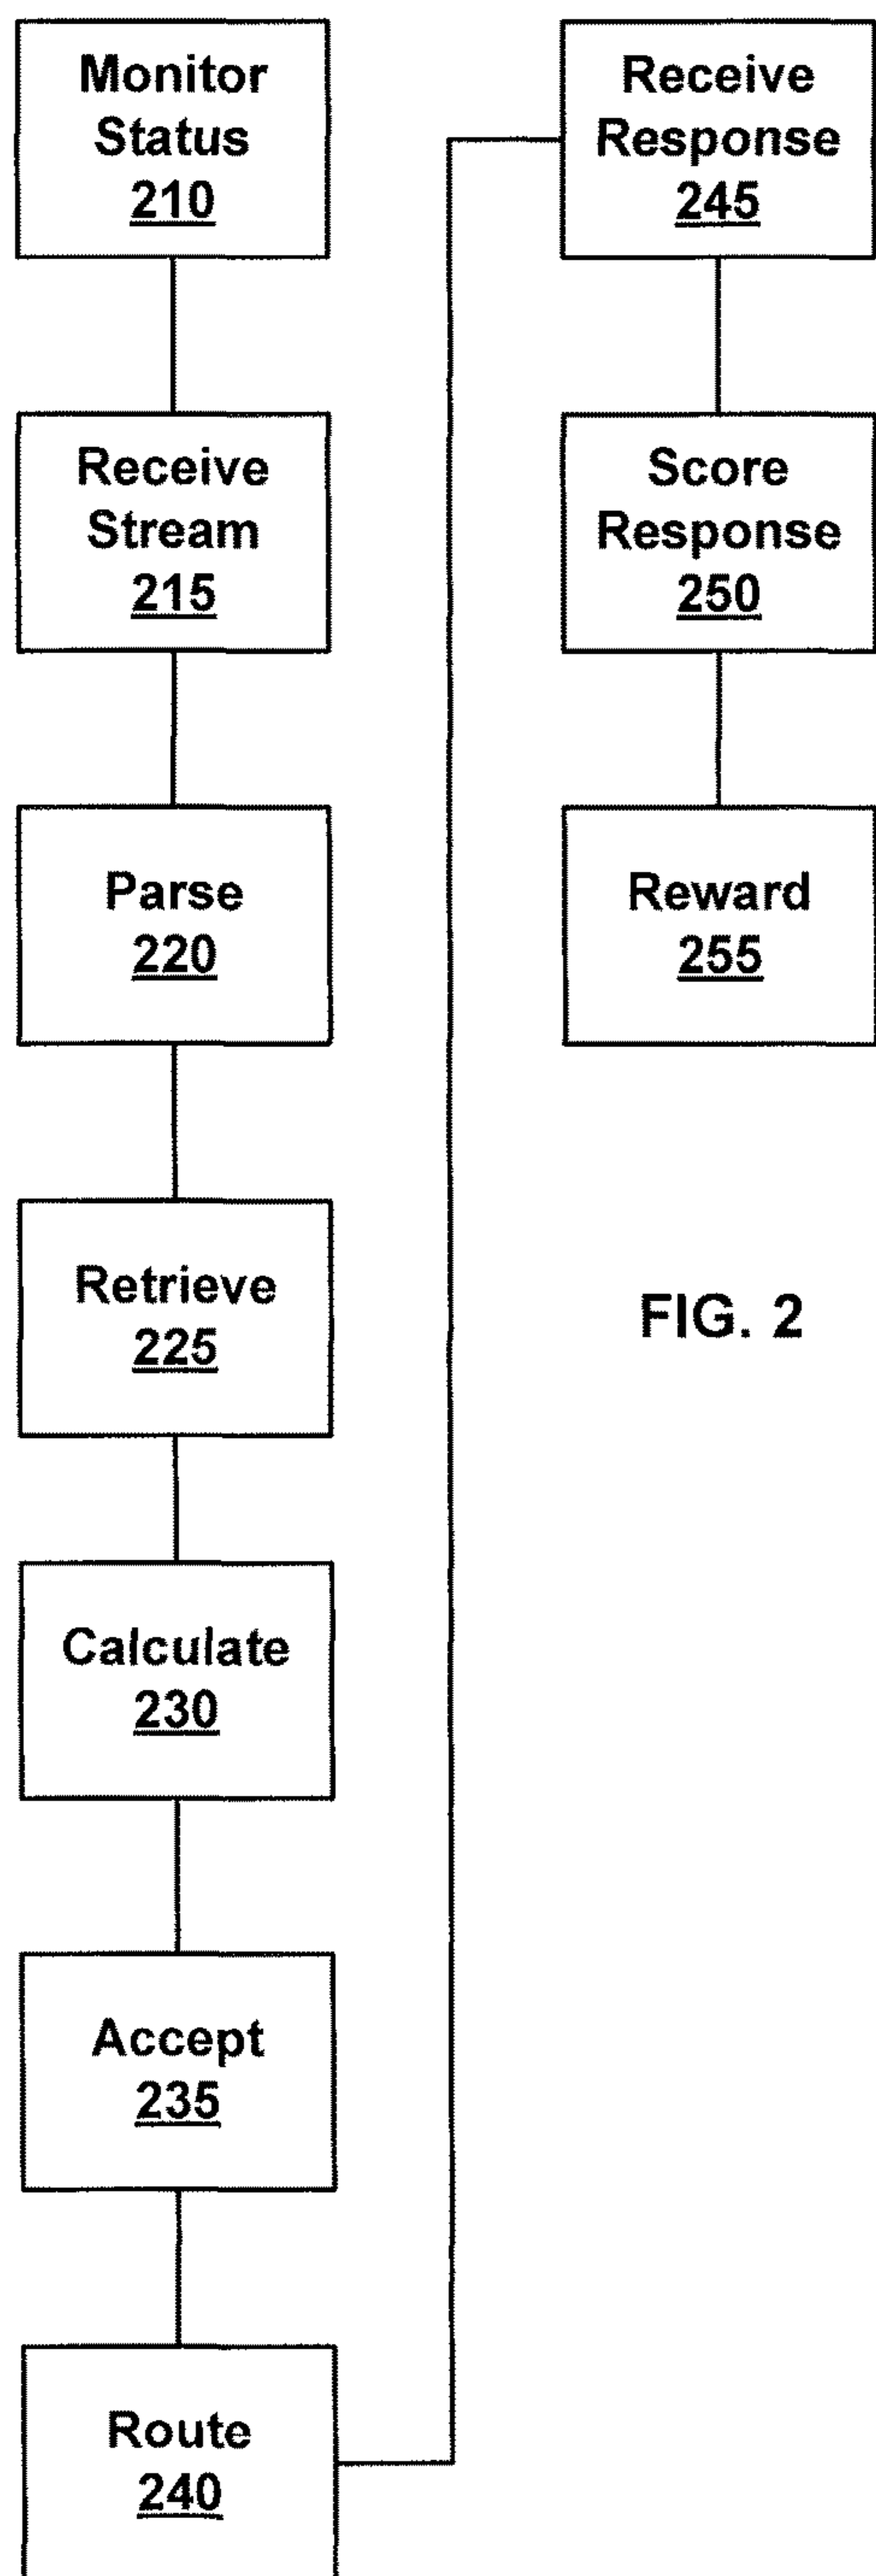 Monitor
Status
210
Receive
Stream
215
Parse
220
Retrieve
225
Calculate
230
Accept
235
Route
240
Receive
Response
245
Score
Response
250
Reward
255
FIG. 2